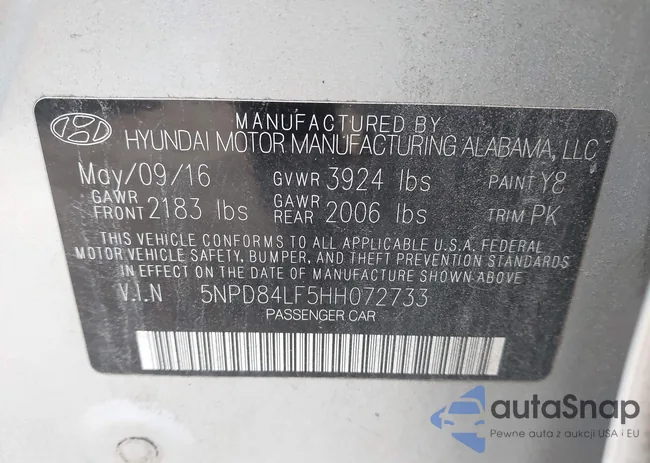 MANUFACTURED BY
HYUNDAI MOTOR MANUFACTURING ALABAMA, LLC
May/09/16 GVWR 3924 lbs PAINT Y8
GAWR FRONT 2183 lbs GAWR REAR 2006 lbs TRIM PK
THIS VEHICLE CONFORMS TO ALL APPLICABLE U.S.A. FEDERAL
MOTOR VEHICLE SAFETY, BUMPER, AND THEFT PREVENTION STANDARDS
IN EFFECT ON THE DATE OF MANUFACTURE SHOWN ABOVE.
V.I.N 5NPD84LF5HH072733
PASSENGER CAR
autaSnap
Pewne auta z aukcji USA i EU